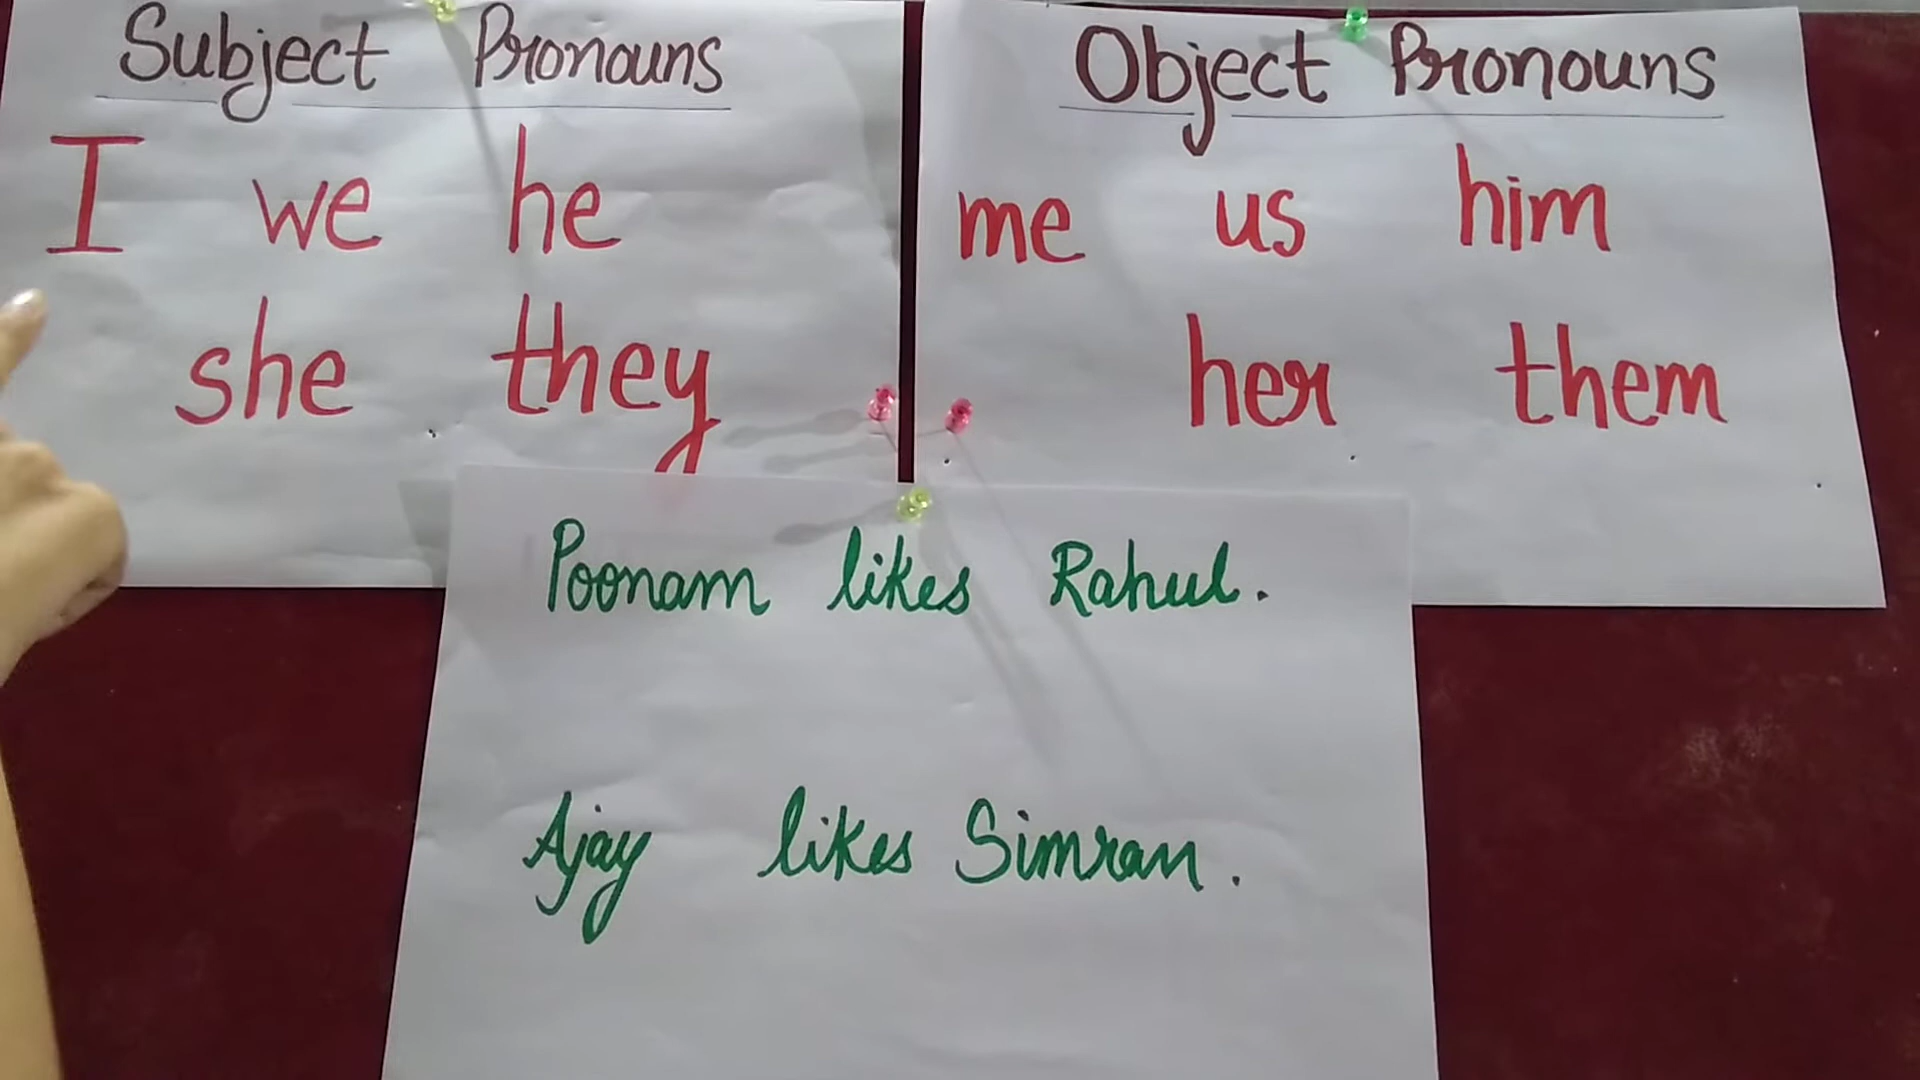 Subject Pronouns
I we he
she they
Object Pronouns
me us him
her them
Poonam likes Rahul.
Ajay likes Simran.